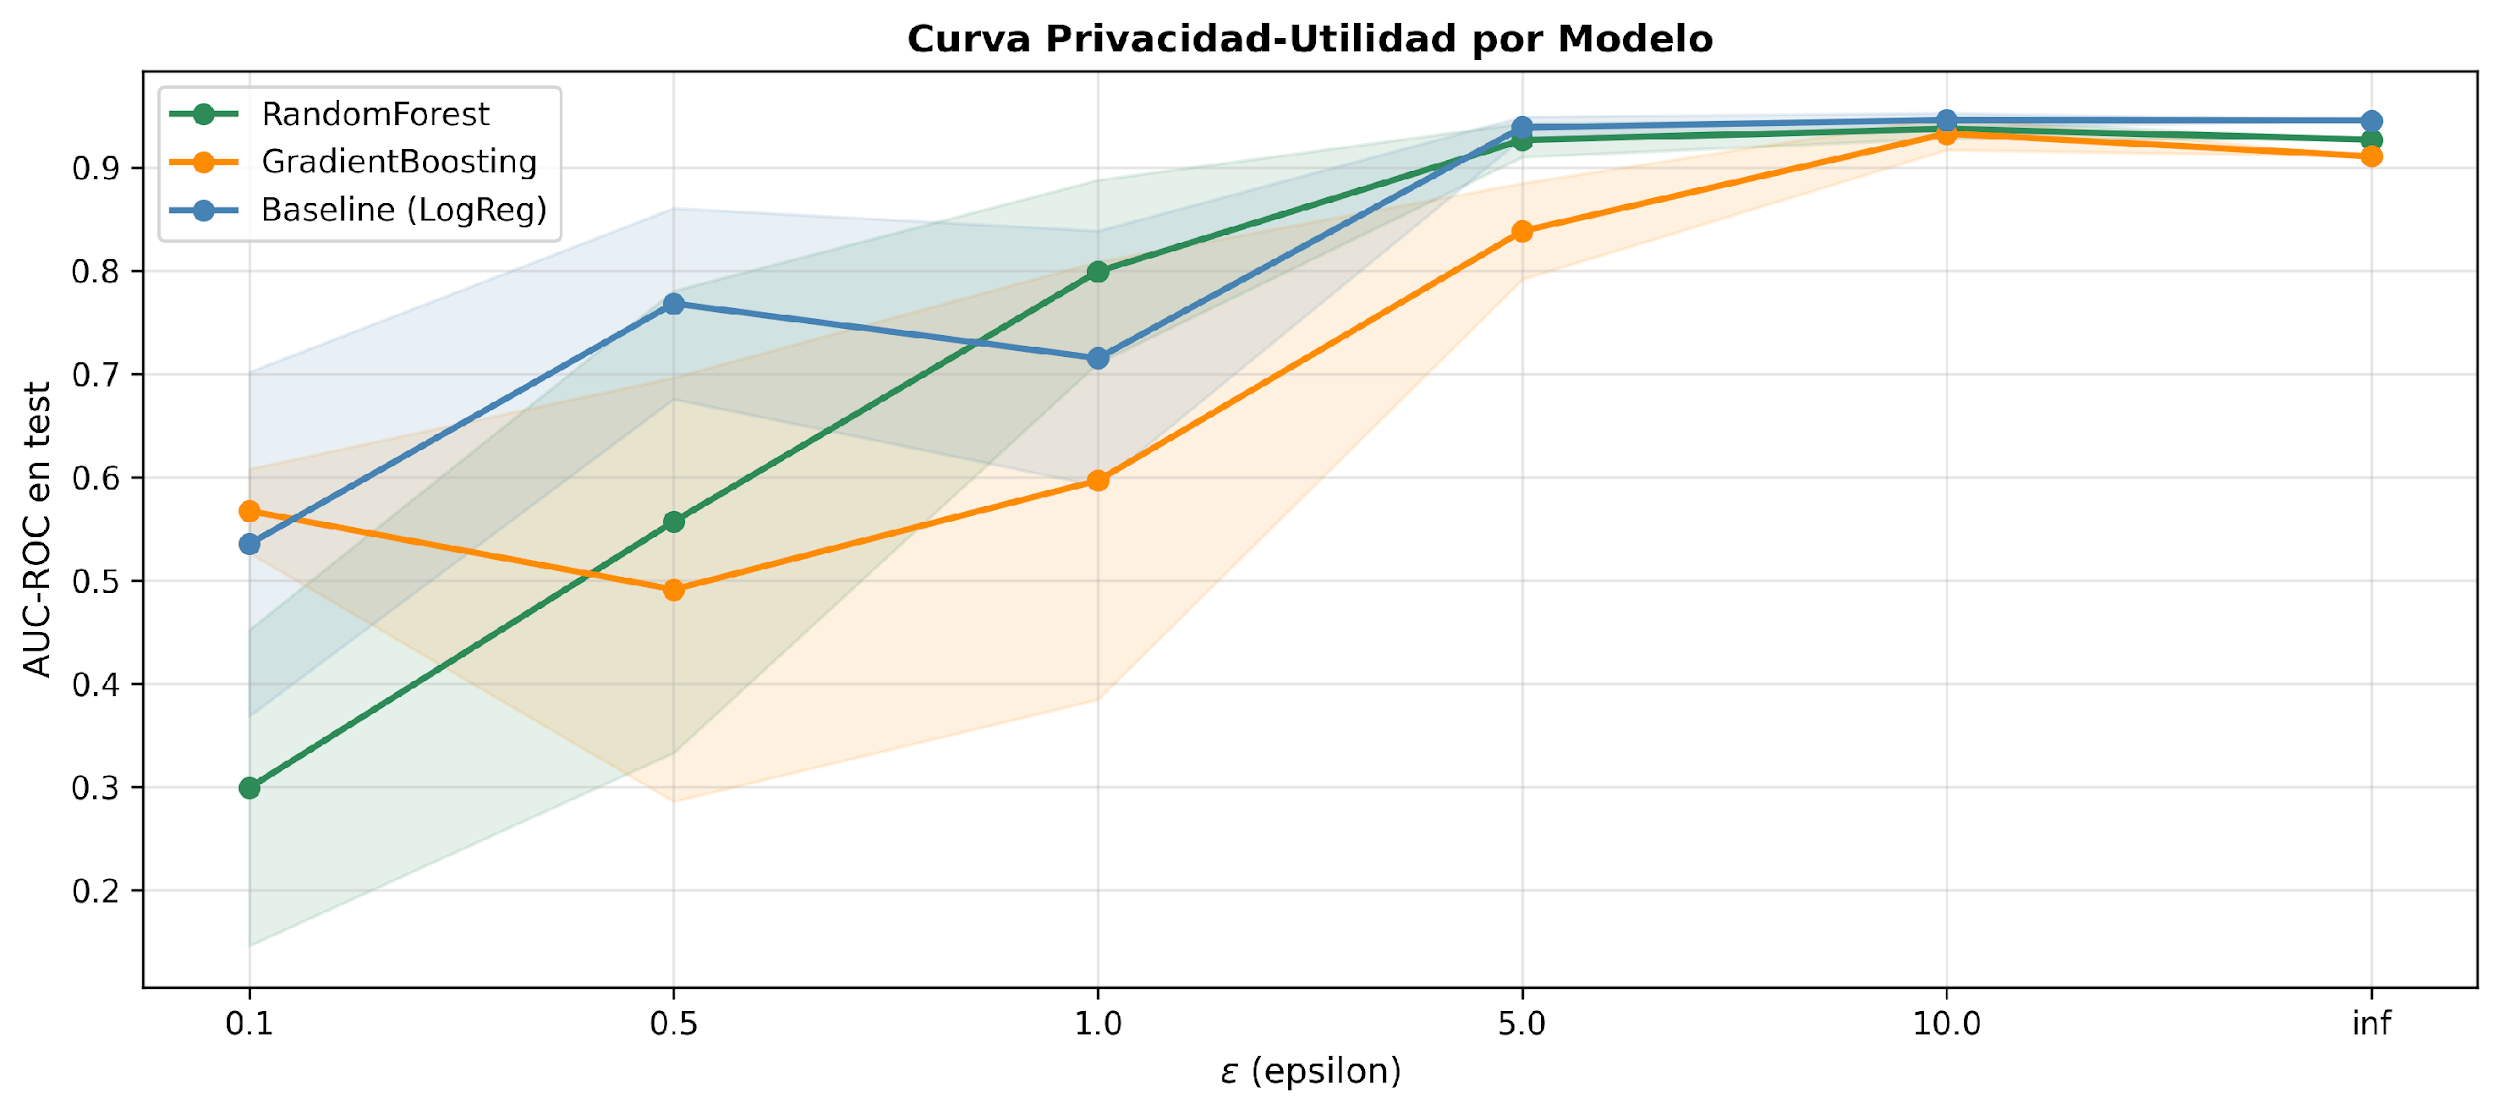 Curva Privacidad-Utilidad por Modelo
RandomForest
GradientBoosting
Baseline (LogReg)
AUC-ROC en test
0.9
0.8
0.7
0.6
0.5
0.4
0.3
0.2
0.1 0.5 1.0 5.0 10.0 inf
ε (epsilon)